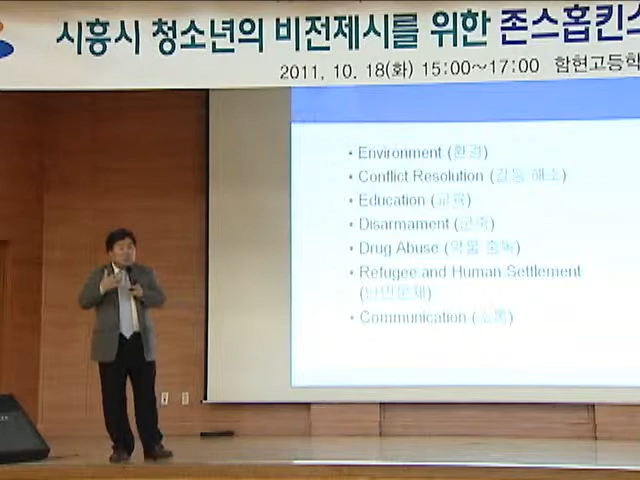 시흥시 청소년의 비전제시를 위한 존스홉킨스
2011. 10. 18(화) 15:00~17:00 함현고등학
• Environment (환경)
• Conflict Resolution (갈등 해소)
• Education (교육)
• Disarmament (군축)
• Drug Abuse (약물 중독)
• Refugee and Human Settlement
(난민문제)
• Communication (소통)